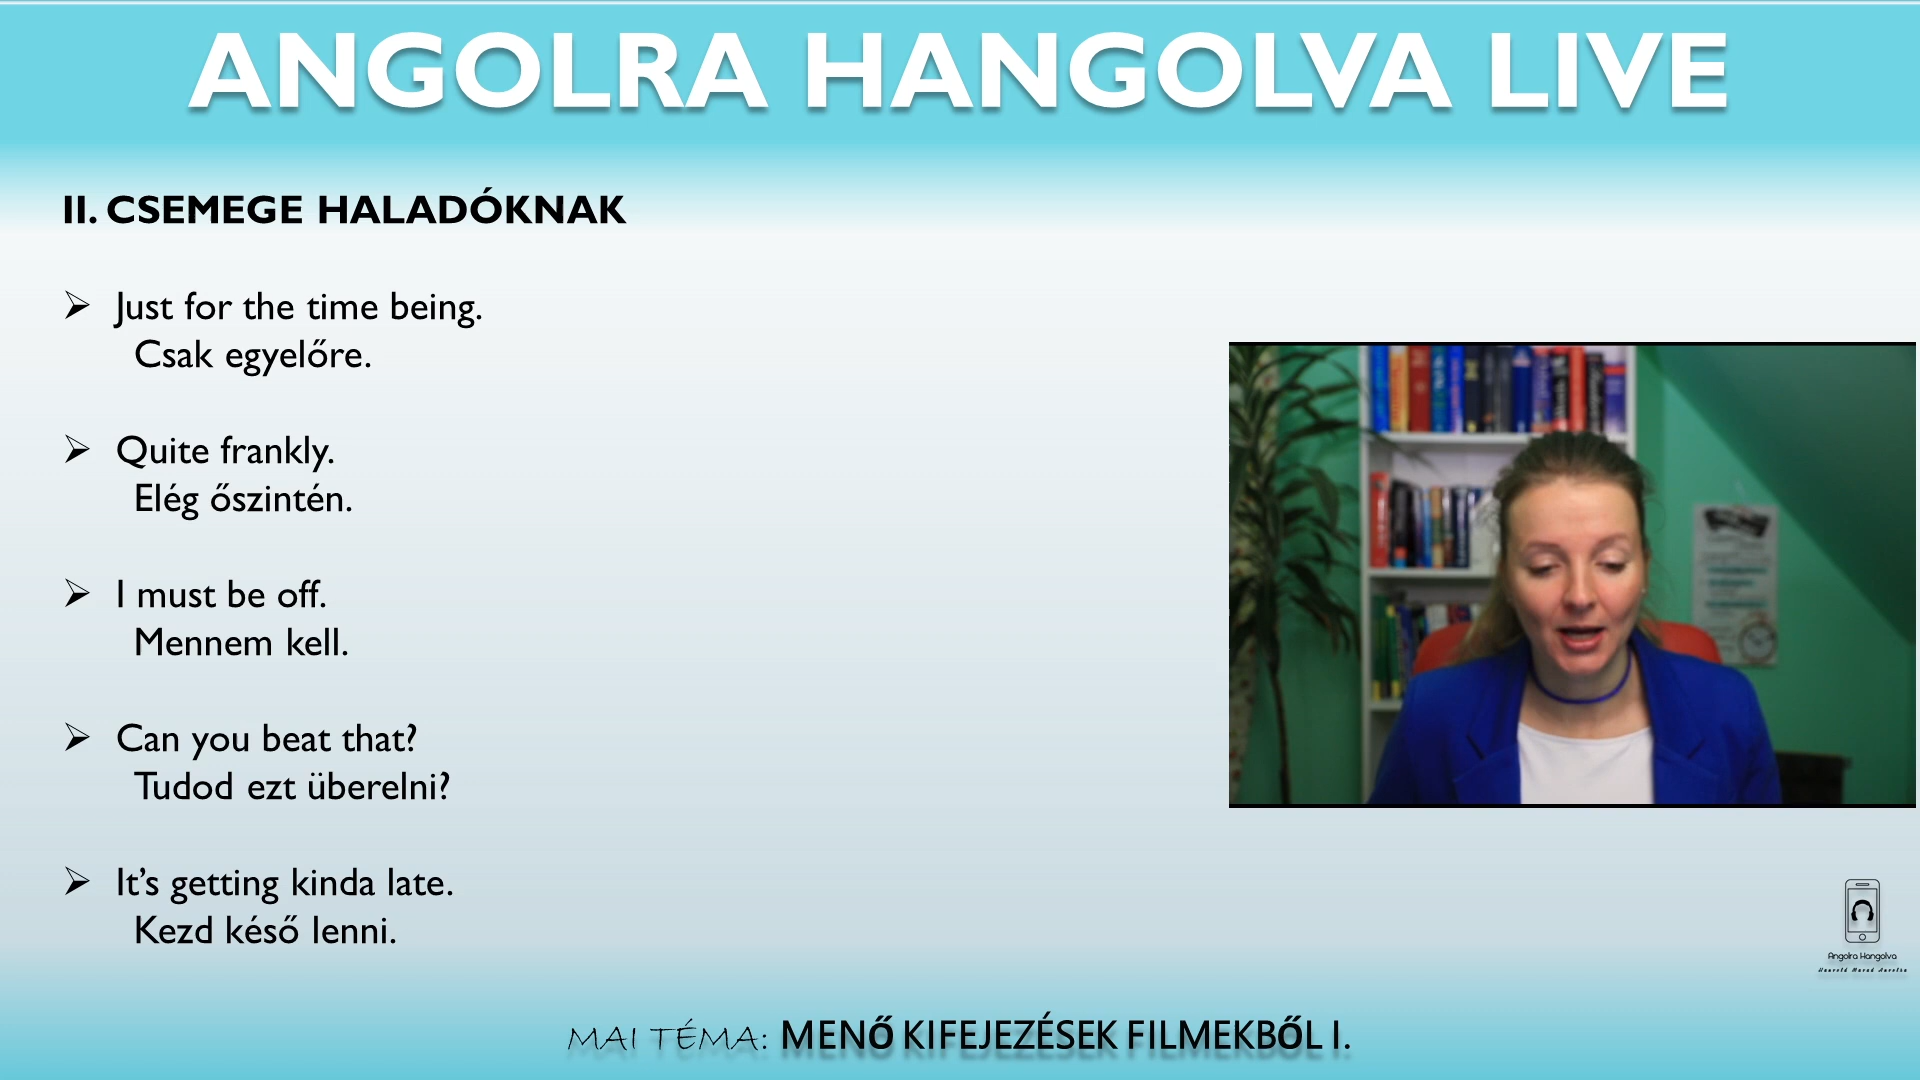 ANGOLRA HANGOLVA LIVE
II. CSEMEGE HALADÓKNAK
➢ Just for the time being.
Csak egyelőre.
➢ Quite frankly.
Elég őszintén.
➢ I must be off.
Mennem kell.
➢ Can you beat that?
Tudod ezt überelni?
➢ It's getting kinda late.
Kezd késő lenni.
Angolra Hangolva
MAI TÉMA: MENŐ KIFEJEZÉSEK FILMEKBŐL I.